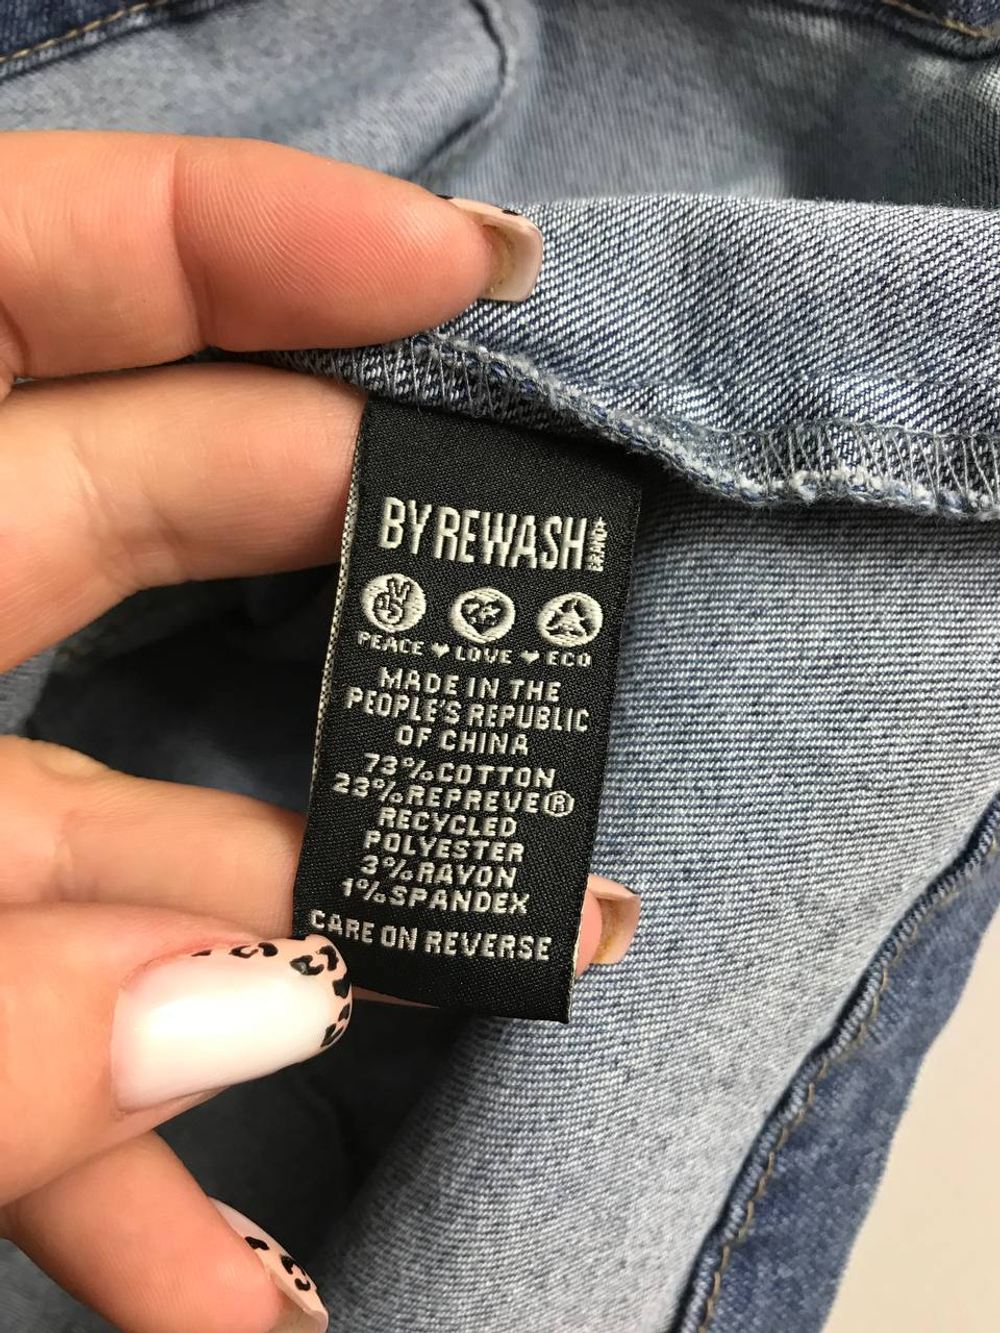 BY REWASH BRAND
PEACE ❤ LOVE ❤ ECO
MADE IN THE
PEOPLE'S REPUBLIC
OF CHINA
73% COTTON
23% REPREVE®
RECYCLED
POLYESTER
3% RAYON
1% SPANDEX
CARE ON REVERSE